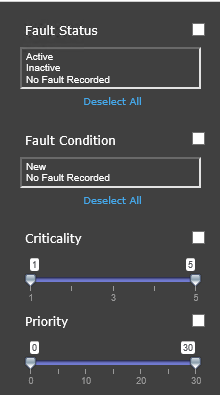 Fault Status
Active
Inactive
No Fault Recorded
Deselect All
Fault Condition
New
No Fault Recorded
Deselect All
Criticality
1 5
1 3 5
Priority
0 30
0 10 20 30